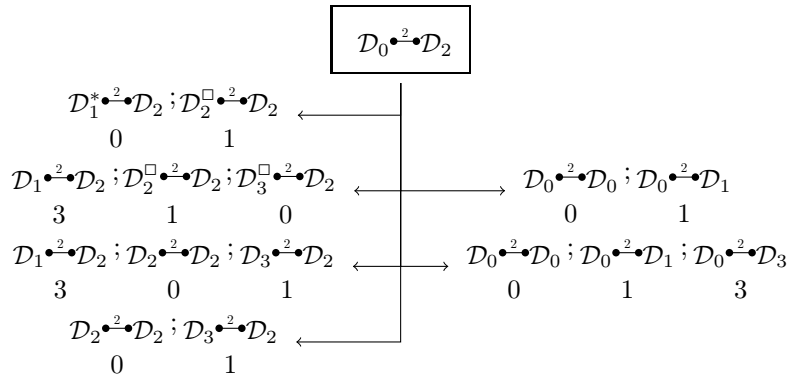 𝒟₀ •²• 𝒟₂
𝒟₁* •²• 𝒟₂ ; 𝒟₂□ •²• 𝒟₂
0 1
𝒟₁ •²• 𝒟₂ ; 𝒟₂□ •²• 𝒟₂ ; 𝒟₃□ •²• 𝒟₂ 𝒟₀ •²• 𝒟₀ ; 𝒟₀ •²• 𝒟₁
3 1 0 0 1
𝒟₁ •²• 𝒟₂ ; 𝒟₂ •²• 𝒟₂ ; 𝒟₃ •²• 𝒟₂ 𝒟₀ •²• 𝒟₀ ; 𝒟₀ •²• 𝒟₁ ; 𝒟₀ •²• 𝒟₃
3 0 1 0 1 3
𝒟₂ •²• 𝒟₂ ; 𝒟₃ •²• 𝒟₂
0 1